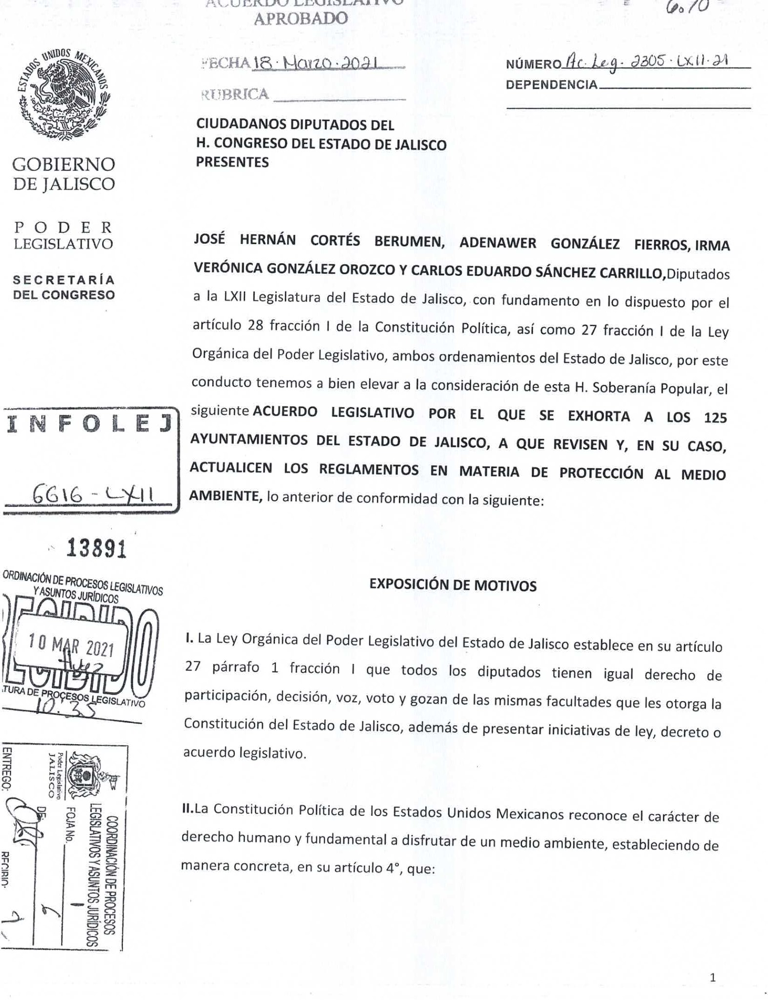 ACUERDO LEGISLATIVO
APROBADO
6.10
ESTADOS UNIDOS MEXICANOS
FECHA 18. Marzo. 2021
NÚMERO Ac. Leg. 2305. LXII. 21
DEPENDENCIA
RUBRICA
CIUDADANOS DIPUTADOS DEL
H. CONGRESO DEL ESTADO DE JALISCO
PRESENTES
GOBIERNO
DE JALISCO
PODER
LEGISLATIVO
SECRETARÍA
DEL CONGRESO
JOSÉ HERNÁN CORTÉS BERUMEN, ADENAWER GONZÁLEZ FIERROS, IRMA
VERÓNICA GONZÁLEZ OROZCO Y CARLOS EDUARDO SÁNCHEZ CARRILLO,Diputados
a la LXII Legislatura del Estado de Jalisco, con fundamento en lo dispuesto por el
artículo 28 fracción I de la Constitución Política, así como 27 fracción I de la Ley
Orgánica del Poder Legislativo, ambos ordenamientos del Estado de Jalisco, por este
conducto tenemos a bien elevar a la consideración de esta H. Soberanía Popular, el
siguiente ACUERDO LEGISLATIVO POR EL QUE SE EXHORTA A LOS 125
AYUNTAMIENTOS DEL ESTADO DE JALISCO, A QUE REVISEN Y, EN SU CASO,
ACTUALICEN LOS REGLAMENTOS EN MATERIA DE PROTECCIÓN AL MEDIO
AMBIENTE, lo anterior de conformidad con la siguiente:
INFOLEJ
6616-LXII
13891
ORDINACIÓN DE PROCESOS LEGISLATIVOS
Y ASUNTOS JURÍDICOS
RECIBIDO
10 MAR 2021
TURA DE PROCESOS LEGISLATIVO
10:35
EXPOSICIÓN DE MOTIVOS
I. La Ley Orgánica del Poder Legislativo del Estado de Jalisco establece en su artículo
27 párrafo 1 fracción I que todos los diputados tienen igual derecho de
participación, decisión, voz, voto y gozan de las mismas facultades que les otorga la
Constitución del Estado de Jalisco, además de presentar iniciativas de ley, decreto o
acuerdo legislativo.
II.La Constitución Política de los Estados Unidos Mexicanos reconoce el carácter de
derecho humano y fundamental a disfrutar de un medio ambiente, estableciendo de
manera concreta, en su artículo 4°, que:
COORDINACIÓN DE PROCESOS
LEGISLATIVOS Y ASUNTOS JURÍDICOS
Poder Legislativo
JALISCO
FOJA No. 1
DE: 6
ENTREGO:
RECIBIO:
1